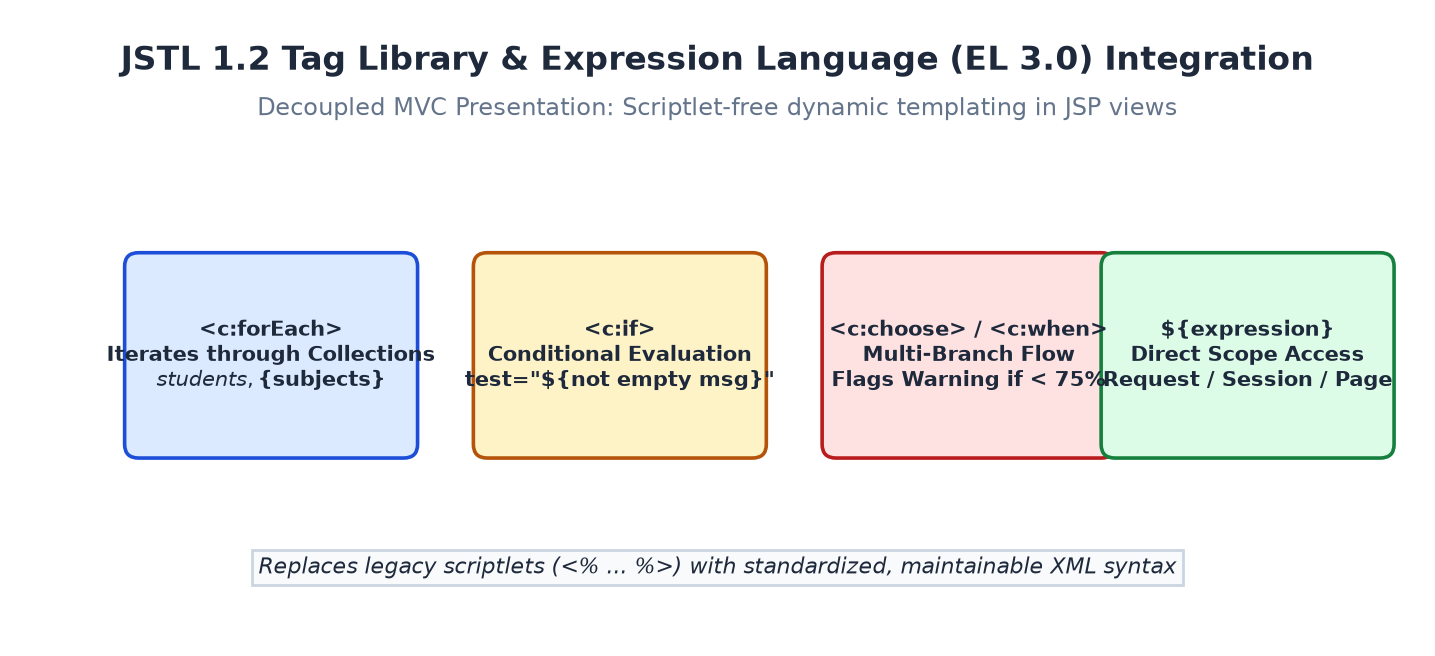 JSTL 1.2 Tag Library & Expression Language (EL 3.0) Integration
Decoupled MVC Presentation: Scriptlet-free dynamic templating in JSP views
<c:forEach>
Iterates through Collections
students, {subjects}
<c:if>
Conditional Evaluation
test="${not empty msg}"
<c:choose> / <c:when>
Multi-Branch Flow
Flags Warning if < 75%
${expression}
Direct Scope Access
Request / Session / Page
Replaces legacy scriptlets (<% ... %>) with standardized, maintainable XML syntax